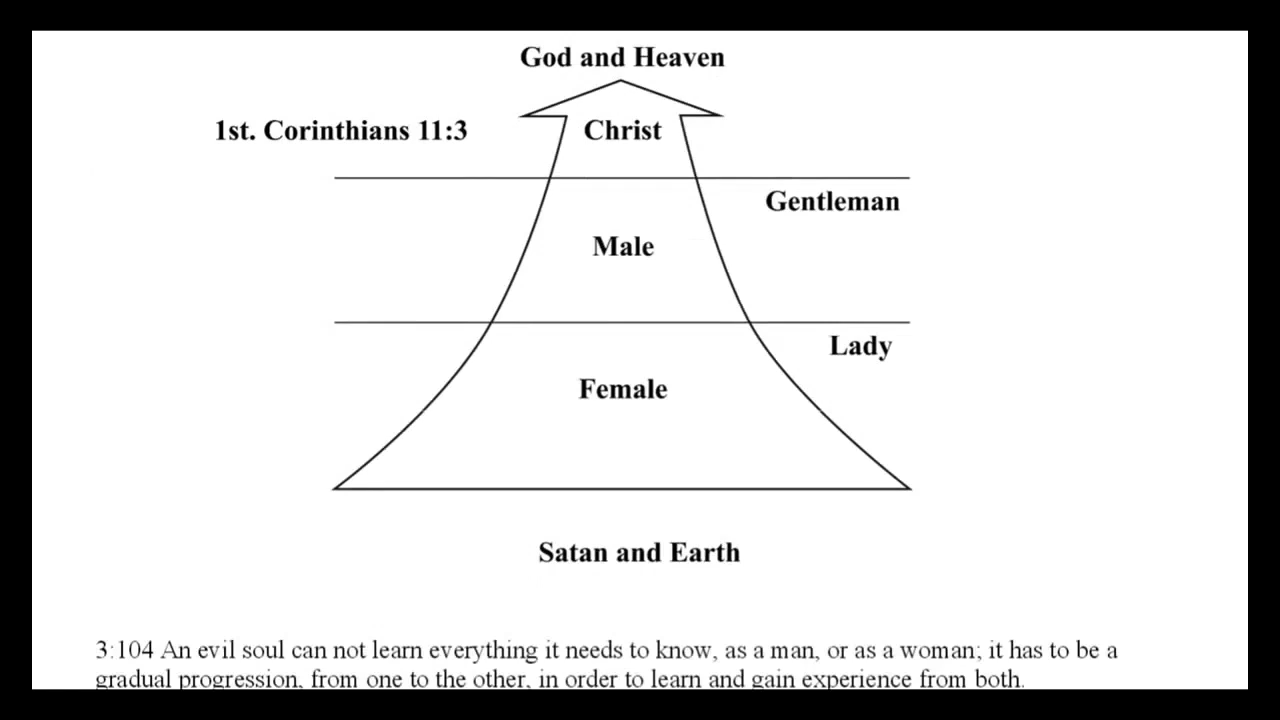 God and Heaven
1st. Corinthians 11:3
Christ
Gentleman
Male
Lady
Female
Satan and Earth
3:104 An evil soul can not learn everything it needs to know, as a man, or as a woman; it has to be a
gradual progression, from one to the other, in order to learn and gain experience from both.